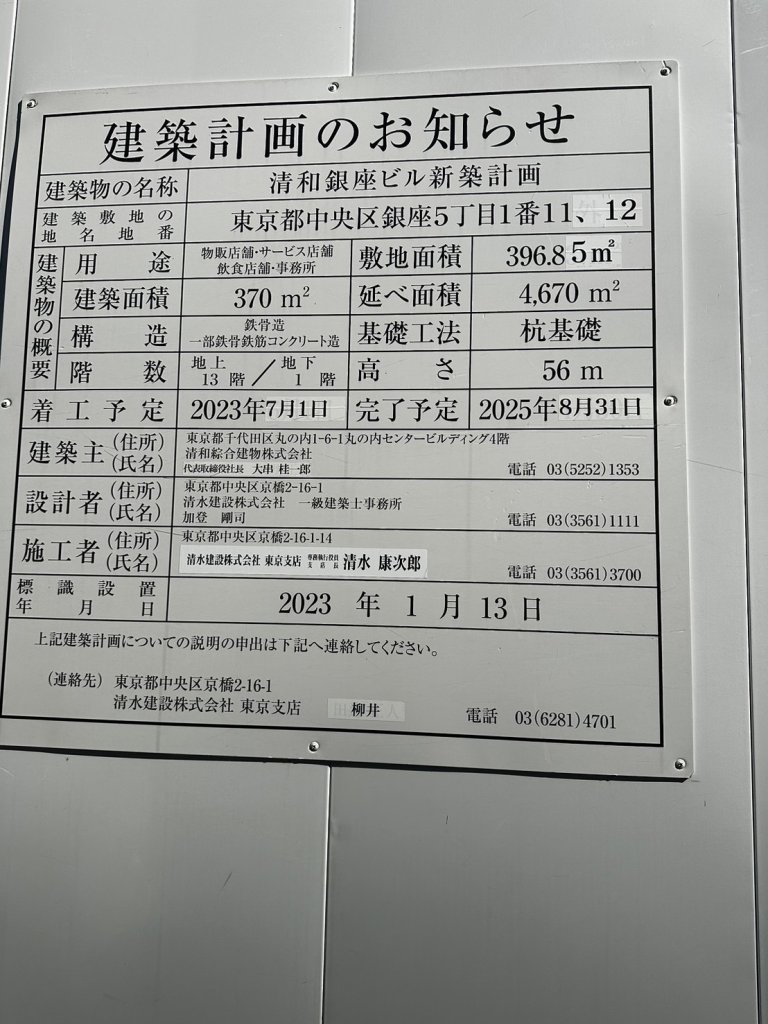 建築計画のお知らせ
建築物の名称 清和銀座ビル新築計画
建築敷地の地名地番 東京都中央区銀座5丁目1番11、12
建築物の概要
用途 物販店舗・サービス店舗
飲食店舗・事務所
敷地面積 396.85㎡
建築面積 370 m²
延べ面積 4,670 m²
構造 鉄骨造
一部鉄骨鉄筋コンクリート造
基礎工法 杭基礎
階数 地上13階/地下1階
高さ 56 m
着工予定 2023年7月1日
完了予定 2025年8月31日
建築主(住所)(氏名)
東京都千代田区丸の内1-6-1丸の内センタービルディング4階
清和綜合建物株式会社
代表取締役社長 大串 桂一郎 電話 03(5252)1353
設計者(住所)(氏名)
東京都中央区京橋2-16-1
清水建設株式会社 一級建築士事務所
加登 剛司 電話 03(3561)1111
施工者(住所)(氏名)
東京都中央区京橋2-16-1-14
清水建設株式会社 東京支店 専務執行役員支店長 清水 康次郎
電話 03(3561)3700
標識設置年月日 2023年1月13日
上記建築計画についての説明の申出は下記へ連絡してください。
(連絡先) 東京都中央区京橋2-16-1
清水建設株式会社 東京支店 柳井 電話 03(6281)4701